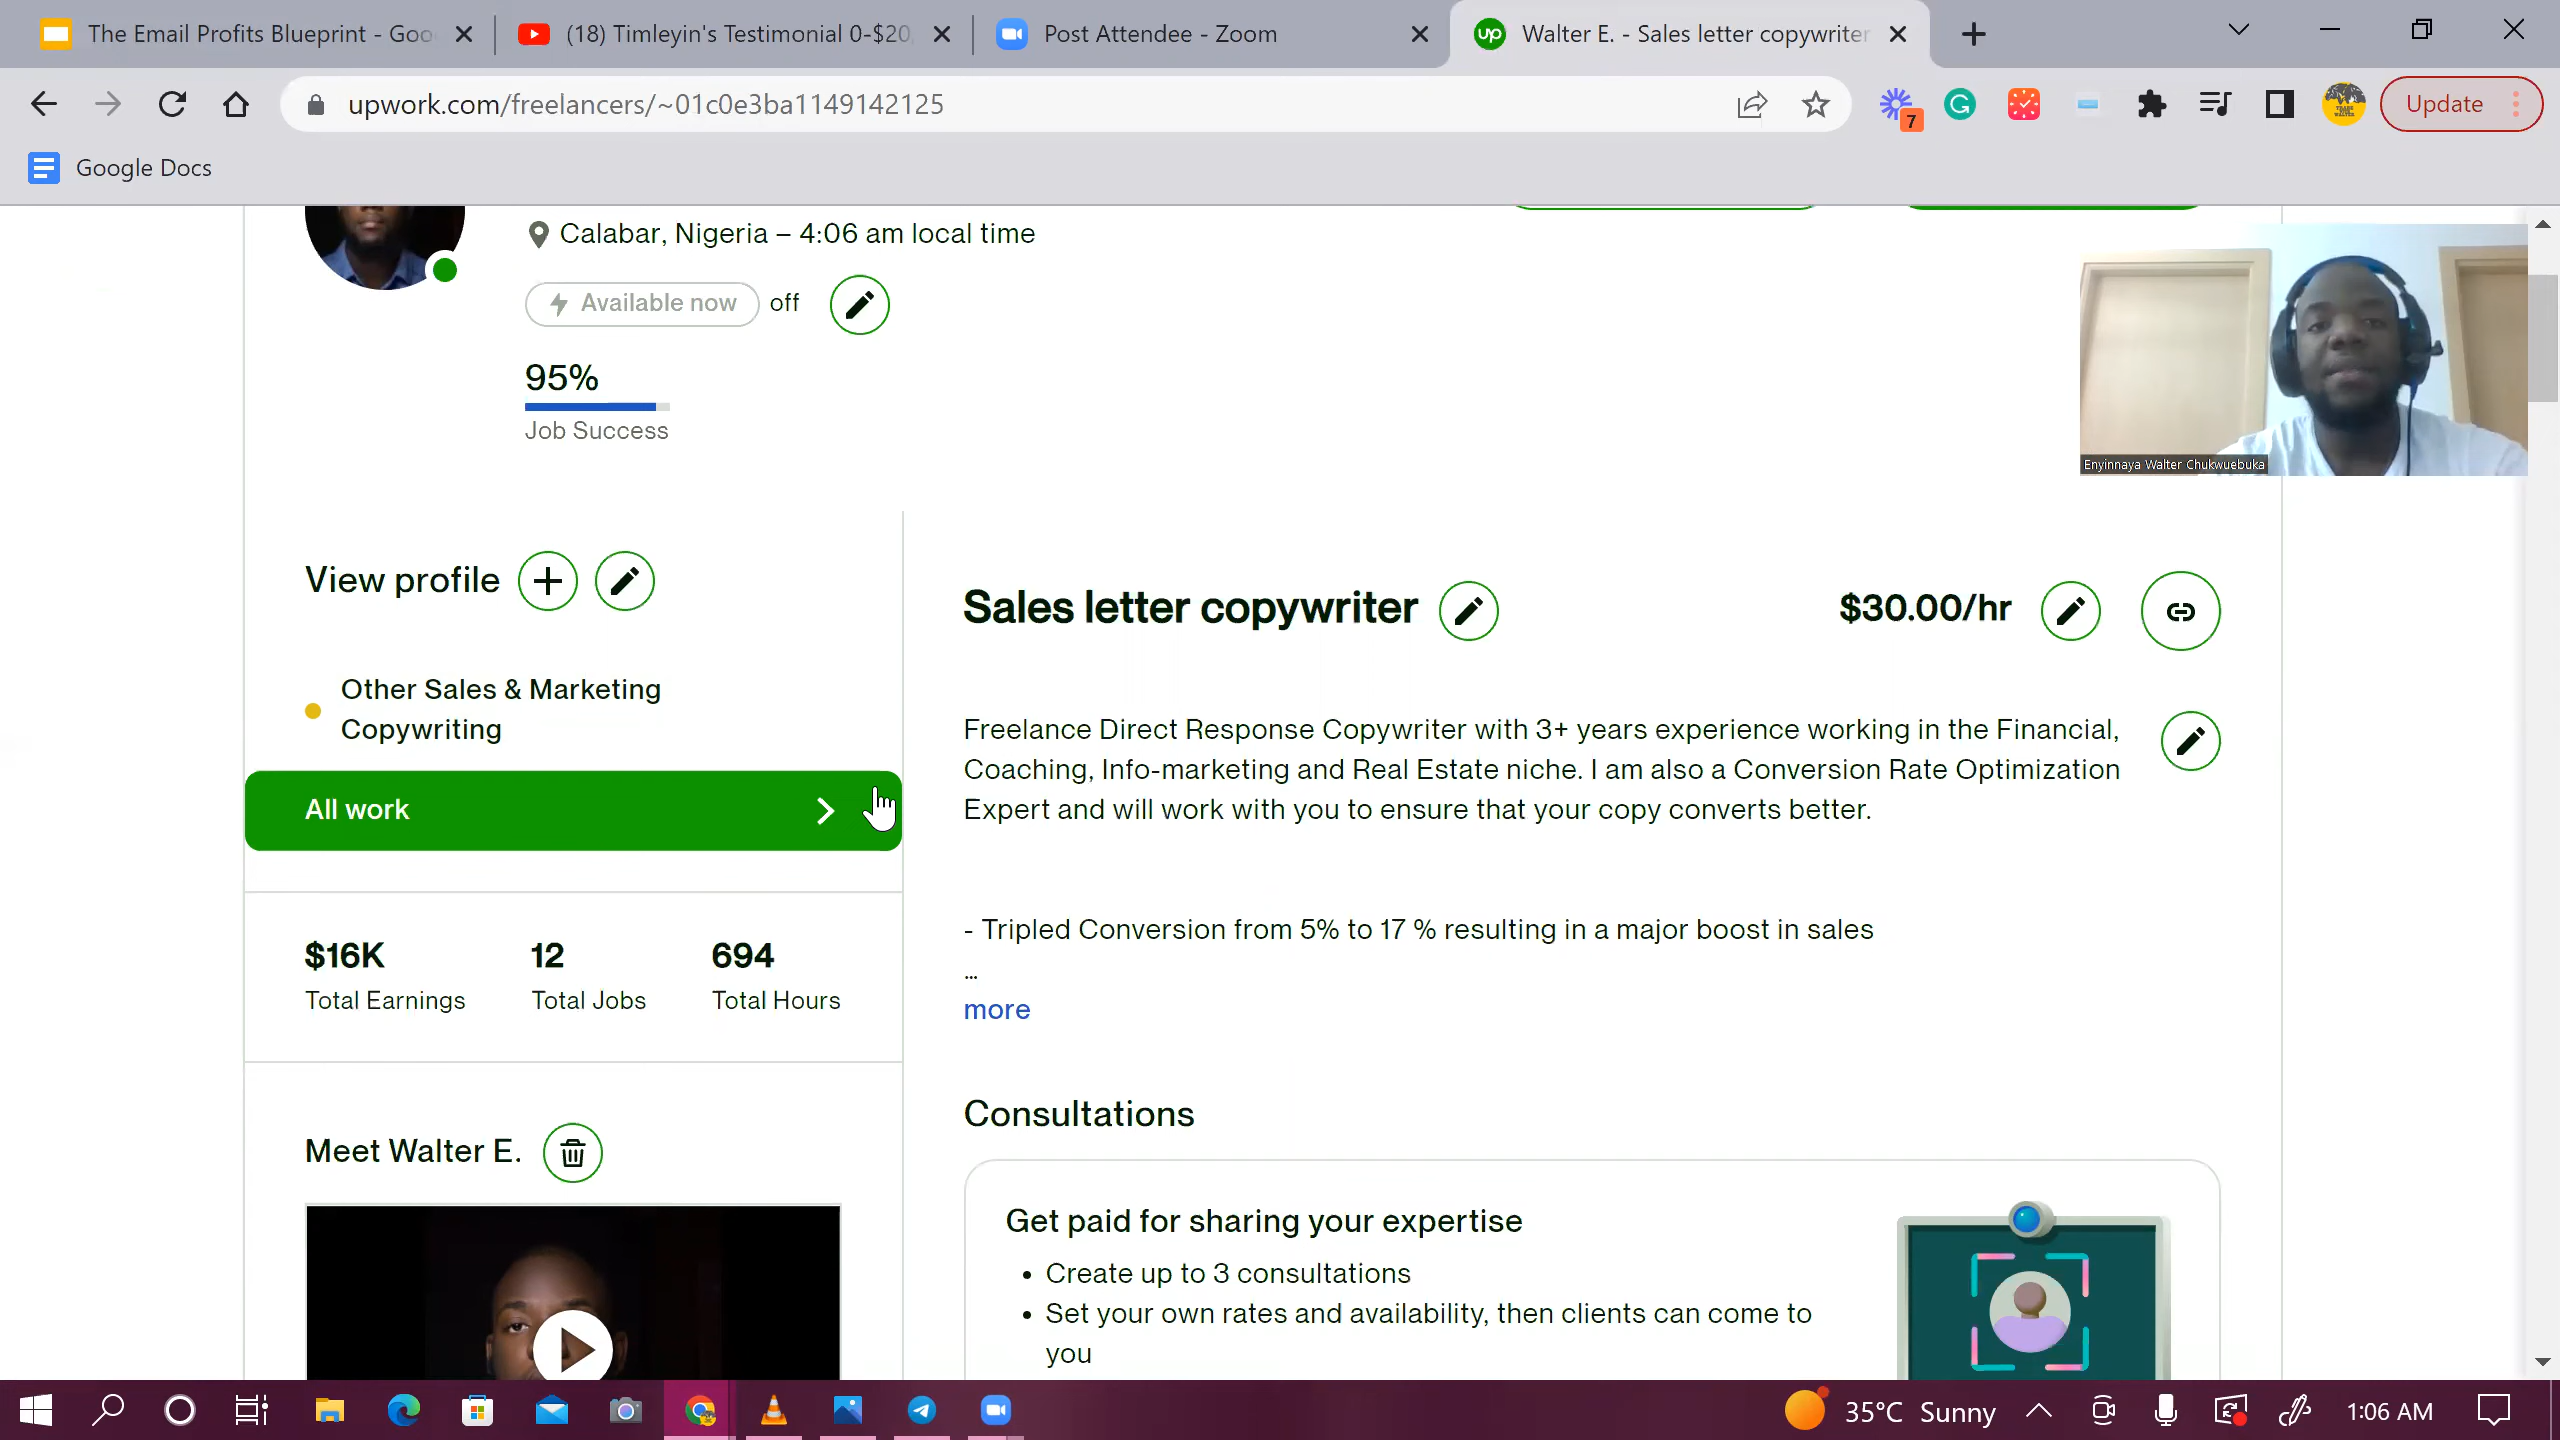 The Email Profits Blueprint - Goo
(18) Timleyin's Testimonial 0-$20,
Post Attendee - Zoom
up
Walter E. - Sales letter copywriter
upwork.com/freelancers/~01c0e3ba1149142125
7
Update
Google Docs
Calabar, Nigeria – 4:06 am local time
Available now off
95%
Job Success
Enyinnaya Walter Chukwuebuka
View profile
Sales letter copywriter
$30.00/hr
Other Sales & Marketing
Copywriting
All work
Freelance Direct Response Copywriter with 3+ years experience working in the Financial,
Coaching, Info-marketing and Real Estate niche. I am also a Conversion Rate Optimization
Expert and will work with you to ensure that your copy converts better.
- Tripled Conversion from 5% to 17 % resulting in a major boost in sales
...
more
$16K 12 694
Total Earnings Total Jobs Total Hours
Consultations
Meet Walter E.
Get paid for sharing your expertise
• Create up to 3 consultations
• Set your own rates and availability, then clients can come to
you
35°C Sunny
1:06 AM